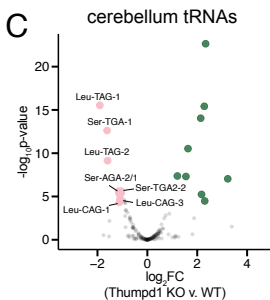 C
cerebellum tRNAs
20
15
10
5
0
-log10p-value
Leu-TAG-1
Ser-TGA-1
Leu-TAG-2
Ser-AGA-2/1
Ser-TGA2-2
Leu-CAG-1
Leu-CAG-3
−2
0
2
4
log2FC
(Thumpd1 KO v. WT)